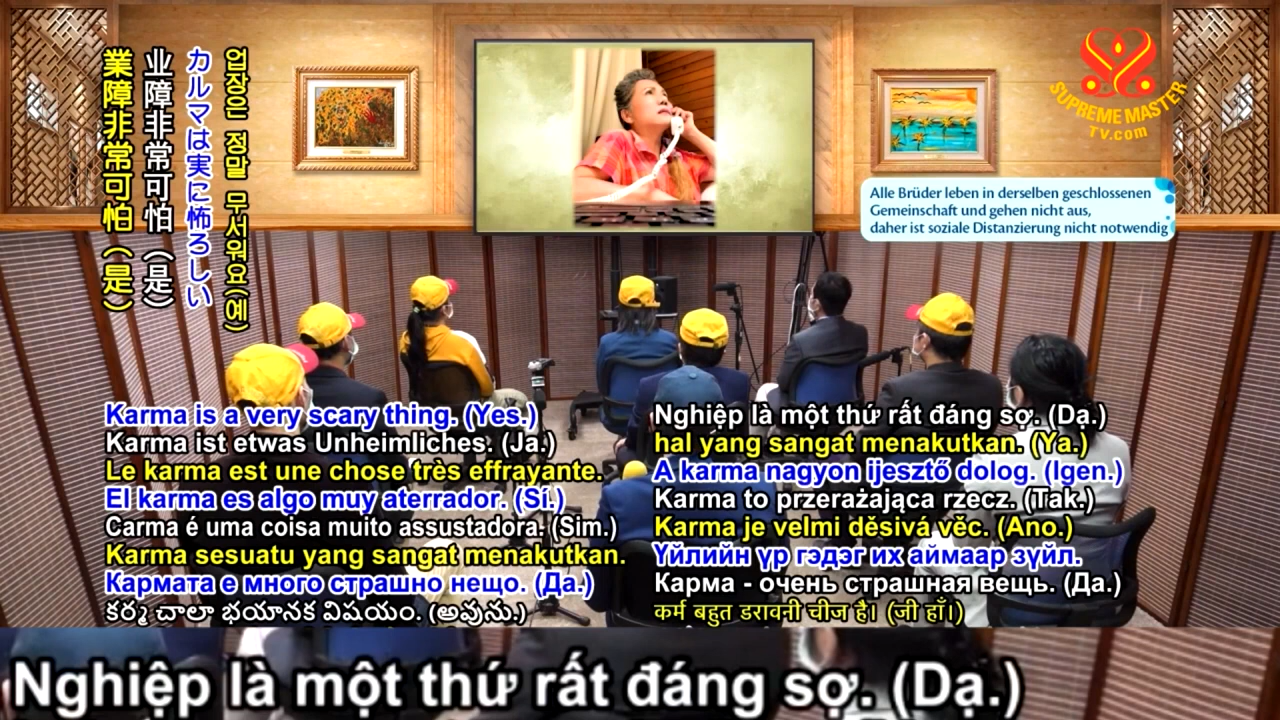 業障非常可怕（是）
业障非常可怕（是）
カルマは実に怖ろしい
업장은 정말 무서워요(예)
SUPREME MASTER
TV.com
Alle Brüder leben in derselben geschlossenen
Gemeinschaft und gehen nicht aus,
daher ist soziale Distanzierung nicht notwendig
Karma is a very scary thing. (Yes.)
Karma ist etwas Unheimliches. (Ja.)
Le karma est une chose très effrayante.
El karma es algo muy aterrador. (Sí.)
Carma é uma coisa muito assustadora. (Sim.)
Karma sesuatu yang sangat menakutkan.
Кармата е много страшно нещо. (Да.)
కర్మ చాలా భయానక విషయం. (అవును.)
Nghiệp là một thứ rất đáng sợ. (Dạ.)
hal yang sangat menakutkan. (Ya.)
A karma nagyon ijesztő dolog. (Igen.)
Karma to przerażająca rzecz. (Tak.)
Karma je velmi děsivá věc. (Ano.)
Үйлийн үр гэдэг их аймаар зүйл.
Карма - очень страшная вещь. (Да.)
कर्म बहुत डरावनी चीज है। (जी हाँ।)
Nghiệp là một thứ rất đáng sợ. (Dạ.)